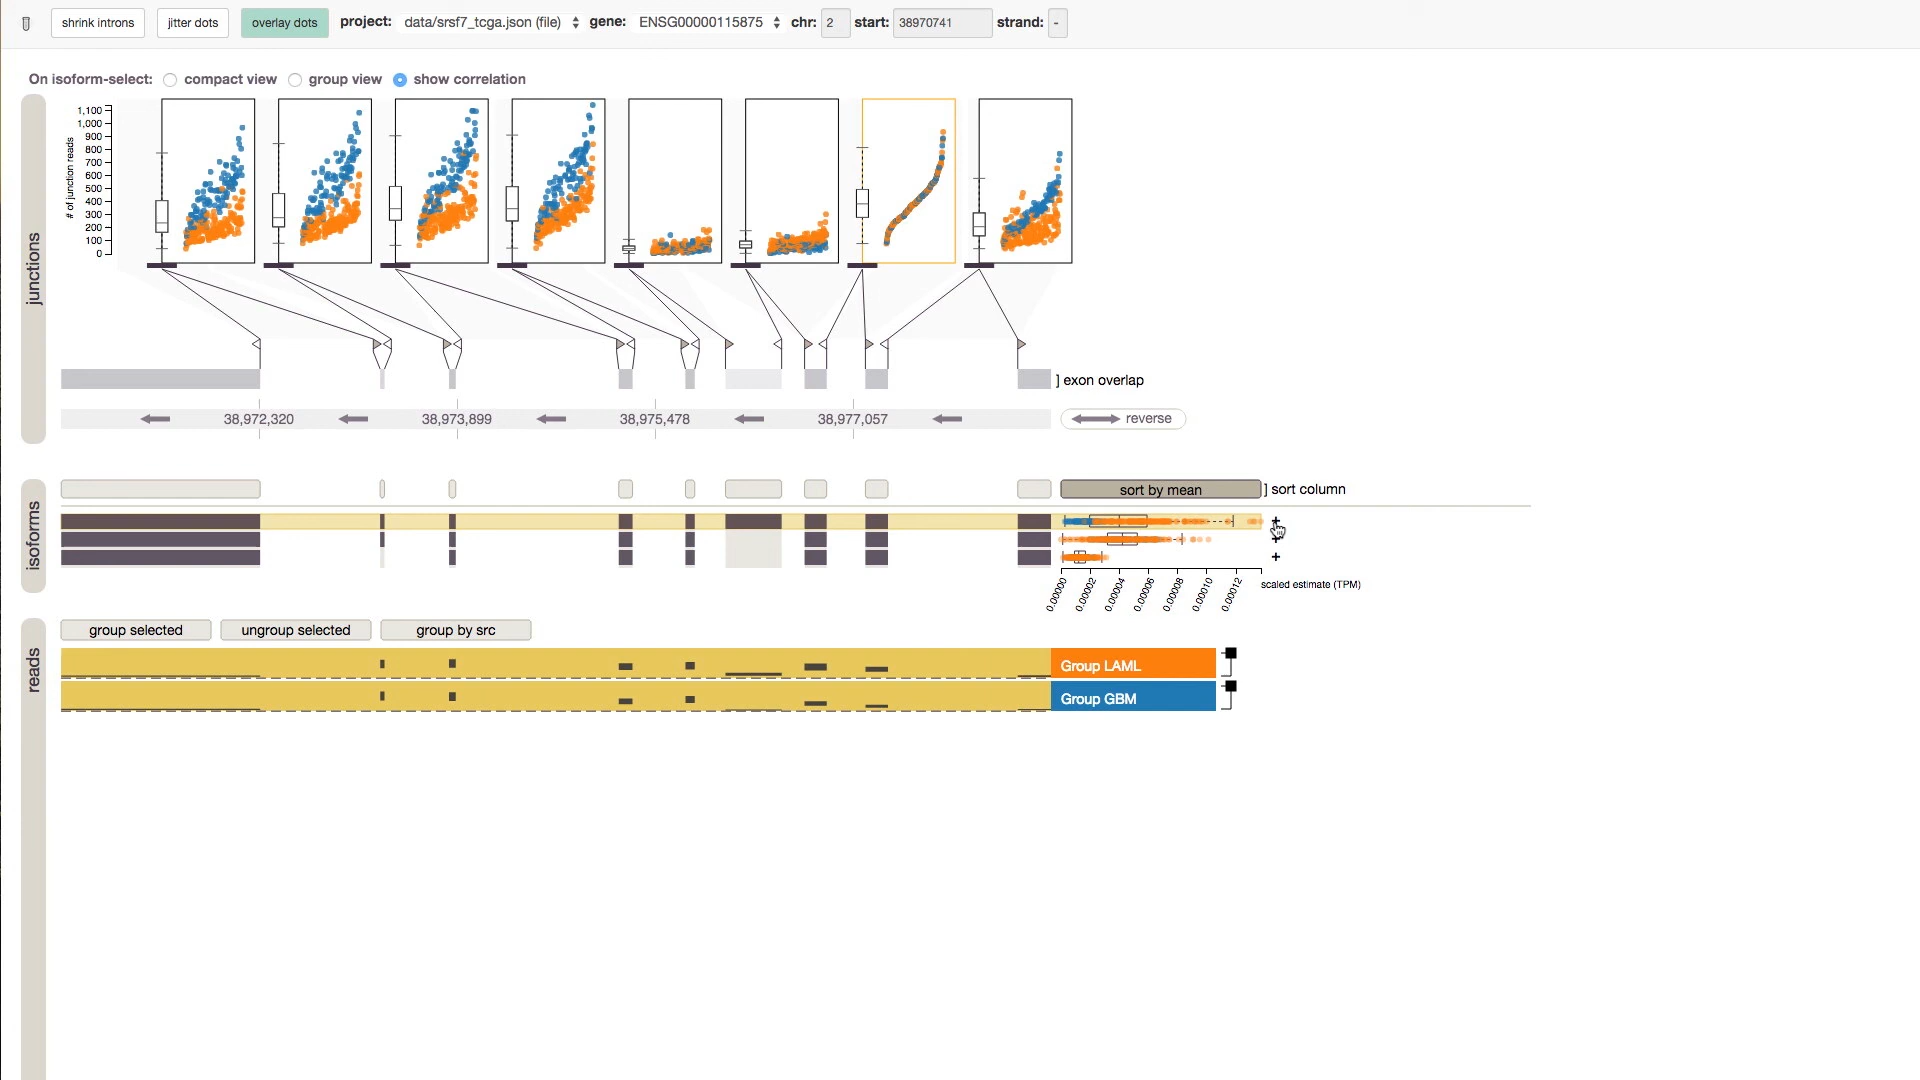 shrink introns jitter dots overlay dots project: data/srsf7_tcga.json (file) gene: ENSG00000115875 chr: 2 start: 38970741 strand: -
On isoform-select: compact view group view show correlation
junctions
# of junction reads
1,100
1,000
900
800
700
600
500
400
300
200
100
0
] exon overlap
38,972,320 38,973,899 38,975,478 38,977,057 reverse
isoforms
sort by mean ] sort column
+
+
+
0.00000 0.00002 0.00004 0.00006 0.00008 0.00010 0.00012 scaled estimate (TPM)
reads
group selected ungroup selected group by src
Group LAML
Group GBM